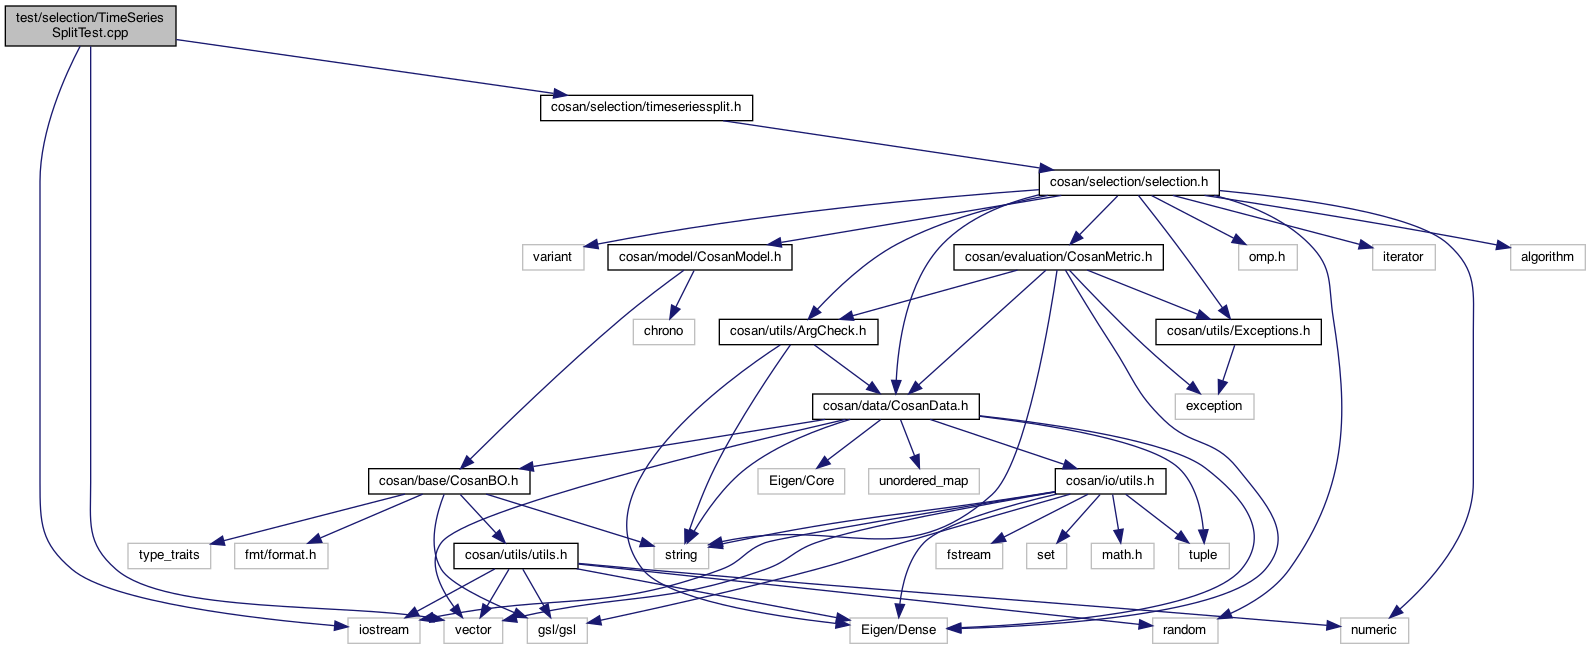 test/selection/TimeSeries
SplitTest.cpp
cosan/selection/timeseriessplit.h
cosan/selection/selection.h
variant
cosan/model/CosanModel.h
cosan/evaluation/CosanMetric.h
omp.h
iterator
algorithm
chrono
cosan/utils/ArgCheck.h
cosan/utils/Exceptions.h
cosan/data/CosanData.h
exception
cosan/base/CosanBO.h
Eigen/Core
unordered_map
cosan/io/utils.h
type_traits
fmt/format.h
cosan/utils/utils.h
string
fstream
set
math.h
tuple
iostream
vector
gsl/gsl
Eigen/Dense
random
numeric